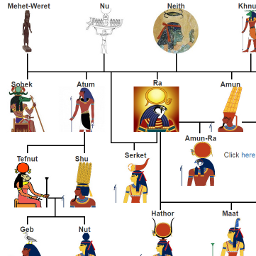 Mehet-Weret Nu Neith Khnu
Sobek Atum Ra Amun
Amun-Ra
Tefnut Shu Serket Click here
Hathor Maat
Geb Nut